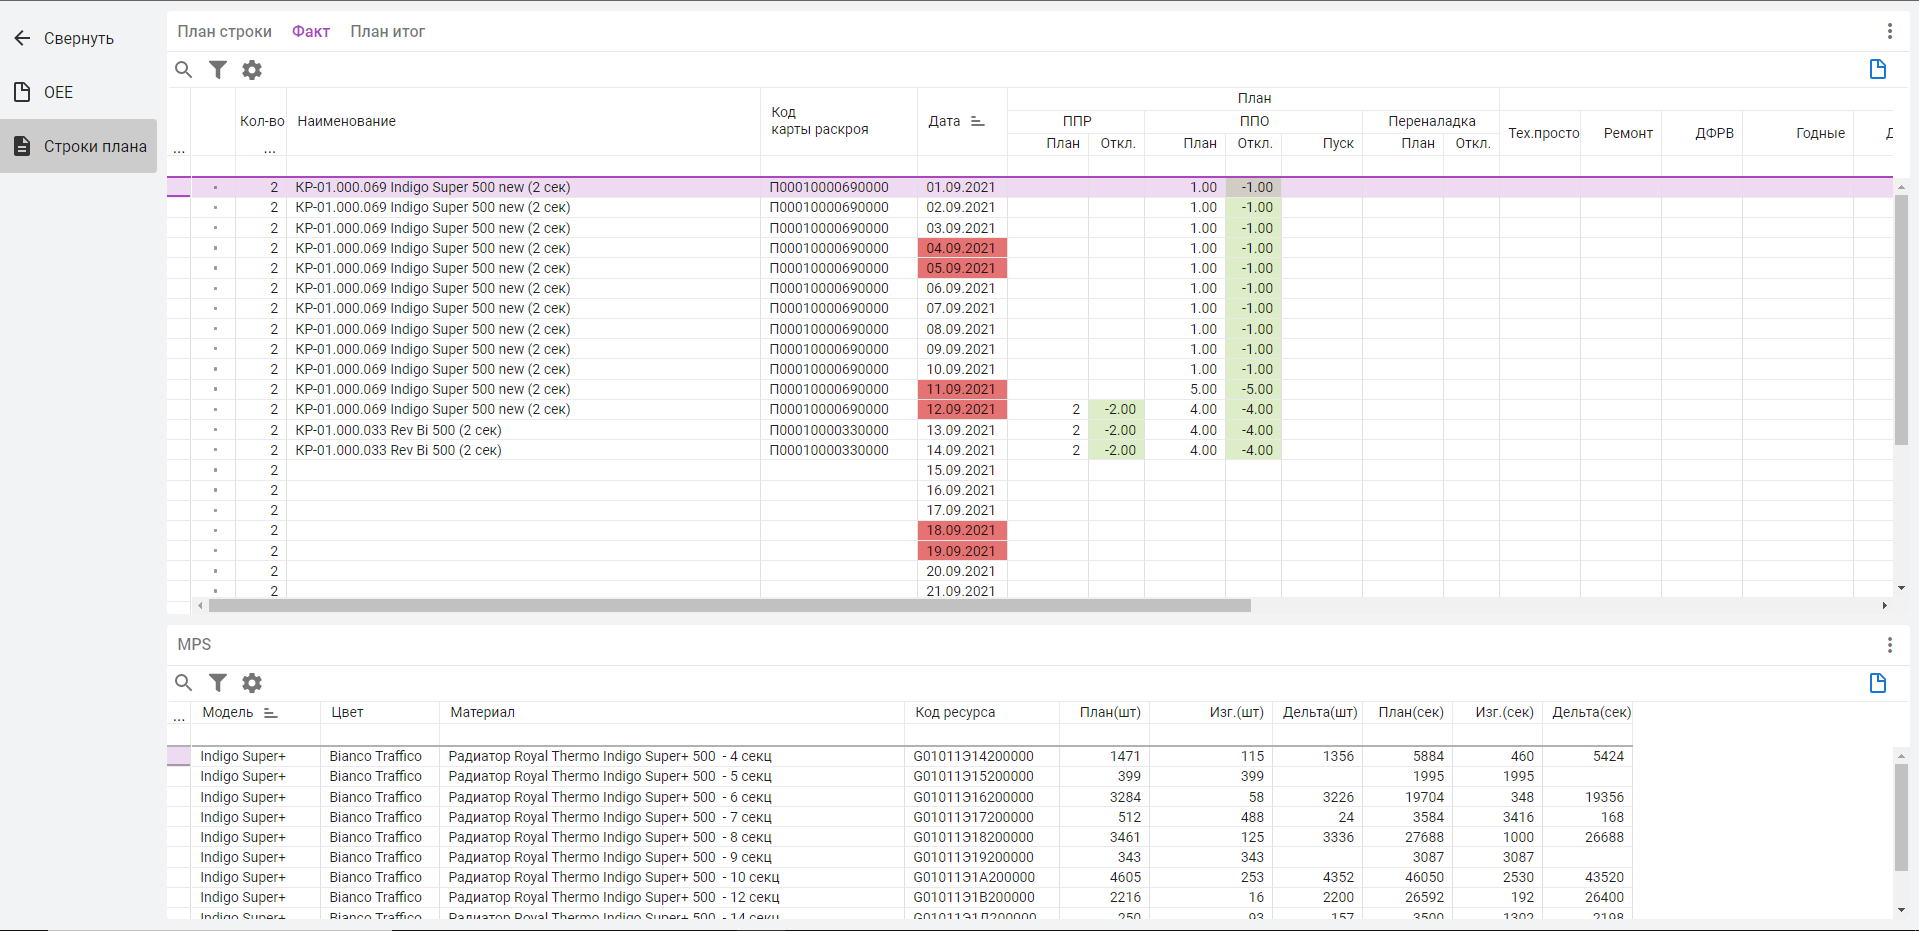 Свернуть
OEE
Строки плана
План строки Факт План итог
План
Кол-во Наименование Код карты раскроя Дата ППР ППО Переналадка Тех.просто Ремонт ДФРВ Годные
... ... План Откл. План Откл. Пуск План Откл.
2 КР-01.000.069 Indigo Super 500 new (2 сек) П00010000690000 01.09.2021 1.00 -1.00
2 КР-01.000.069 Indigo Super 500 new (2 сек) П00010000690000 02.09.2021 1.00 -1.00
2 КР-01.000.069 Indigo Super 500 new (2 сек) П00010000690000 03.09.2021 1.00 -1.00
2 КР-01.000.069 Indigo Super 500 new (2 сек) П00010000690000 04.09.2021 1.00 -1.00
2 КР-01.000.069 Indigo Super 500 new (2 сек) П00010000690000 05.09.2021 1.00 -1.00
2 КР-01.000.069 Indigo Super 500 new (2 сек) П00010000690000 06.09.2021 1.00 -1.00
2 КР-01.000.069 Indigo Super 500 new (2 сек) П00010000690000 07.09.2021 1.00 -1.00
2 КР-01.000.069 Indigo Super 500 new (2 сек) П00010000690000 08.09.2021 1.00 -1.00
2 КР-01.000.069 Indigo Super 500 new (2 сек) П00010000690000 09.09.2021 1.00 -1.00
2 КР-01.000.069 Indigo Super 500 new (2 сек) П00010000690000 10.09.2021 1.00 -1.00
2 КР-01.000.069 Indigo Super 500 new (2 сек) П00010000690000 11.09.2021 5.00 -5.00
2 КР-01.000.069 Indigo Super 500 new (2 сек) П00010000690000 12.09.2021 2 -2.00 4.00 -4.00
2 КР-01.000.033 Rev Bi 500 (2 сек) П00010000330000 13.09.2021 2 -2.00 4.00 -4.00
2 КР-01.000.033 Rev Bi 500 (2 сек) П00010000330000 14.09.2021 2 -2.00 4.00 -4.00
2 15.09.2021
2 16.09.2021
2 17.09.2021
2 18.09.2021
2 19.09.2021
2 20.09.2021
2 21.09.2021
MPS
... Модель Цвет Материал Код ресурса План(шт) Изг.(шт) Дельта(шт) План(сек) Изг.(сек) Дельта(сек)
Indigo Super+ Bianco Traffico Радиатор Royal Thermo Indigo Super+ 500 - 4 секц G01011Э14200000 1471 115 1356 5884 460 5424
Indigo Super+ Bianco Traffico Радиатор Royal Thermo Indigo Super+ 500 - 5 секц G01011Э15200000 399 399 1995 1995
Indigo Super+ Bianco Traffico Радиатор Royal Thermo Indigo Super+ 500 - 6 секц G01011Э16200000 3284 58 3226 19704 348 19356
Indigo Super+ Bianco Traffico Радиатор Royal Thermo Indigo Super+ 500 - 7 секц G01011Э17200000 512 488 24 3584 3416 168
Indigo Super+ Bianco Traffico Радиатор Royal Thermo Indigo Super+ 500 - 8 секц G01011Э18200000 3461 125 3336 27688 1000 26688
Indigo Super+ Bianco Traffico Радиатор Royal Thermo Indigo Super+ 500 - 9 секц G01011Э19200000 343 343 3087 3087
Indigo Super+ Bianco Traffico Радиатор Royal Thermo Indigo Super+ 500 - 10 секц G01011Э1А200000 4605 253 4352 46050 2530 43520
Indigo Super+ Bianco Traffico Радиатор Royal Thermo Indigo Super+ 500 - 12 секц G01011Э1В200000 2216 16 2200 26592 192 26400
Indigo Super+ Bianco Traffico Радиатор Royal Thermo Indigo Super+ 500 - 14 секц 250 93 157 3500 1302 2198